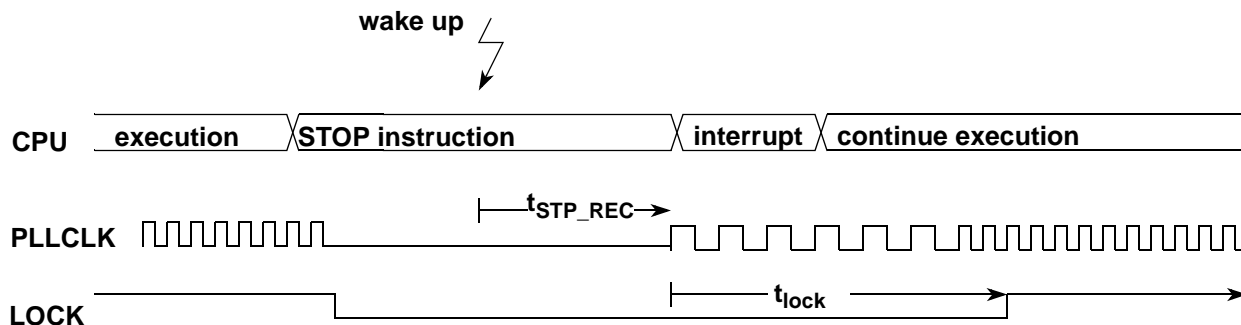 wake up
CPU execution STOP instruction interrupt continue execution
tSTP_REC
PLLCLK
tlock
LOCK